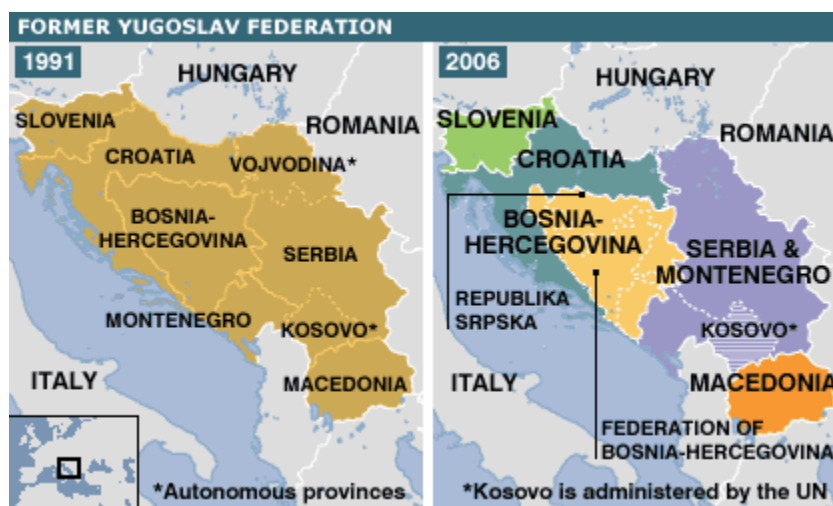 FORMER YUGOSLAV FEDERATION
1991
HUNGARY
SLOVENIA
ROMANIA
CROATIA
VOJVODINA*
BOSNIA-
HERCEGOVINA
SERBIA
MONTENEGRO
KOSOVO*
ITALY
MACEDONIA
*Autonomous provinces
2006
HUNGARY
SLOVENIA
ROMANIA
CROATIA
BOSNIA-
HERCEGOVINA
SERBIA &
MONTENEGRO
REPUBLIKA
SRPSKA
KOSOVO*
ITALY
MACEDONIA
FEDERATION OF
BOSNIA-HERCEGOVINA
*Kosovo is administered by the UN